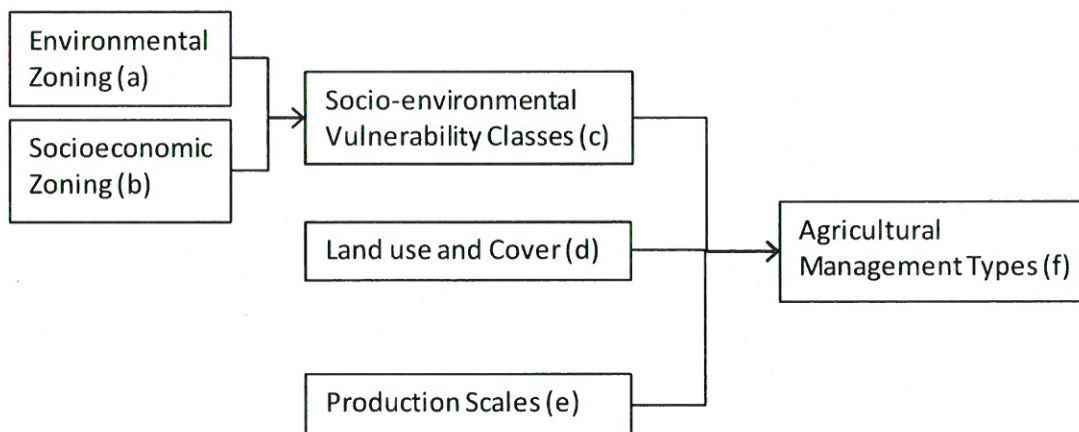 Environmental
Zoning (a)
Socioeconomic
Zoning (b)
Socio-environmental
Vulnerability Classes (c)
Land use and Cover (d)
Production Scales (e)
Agricultural
Management Types (f)